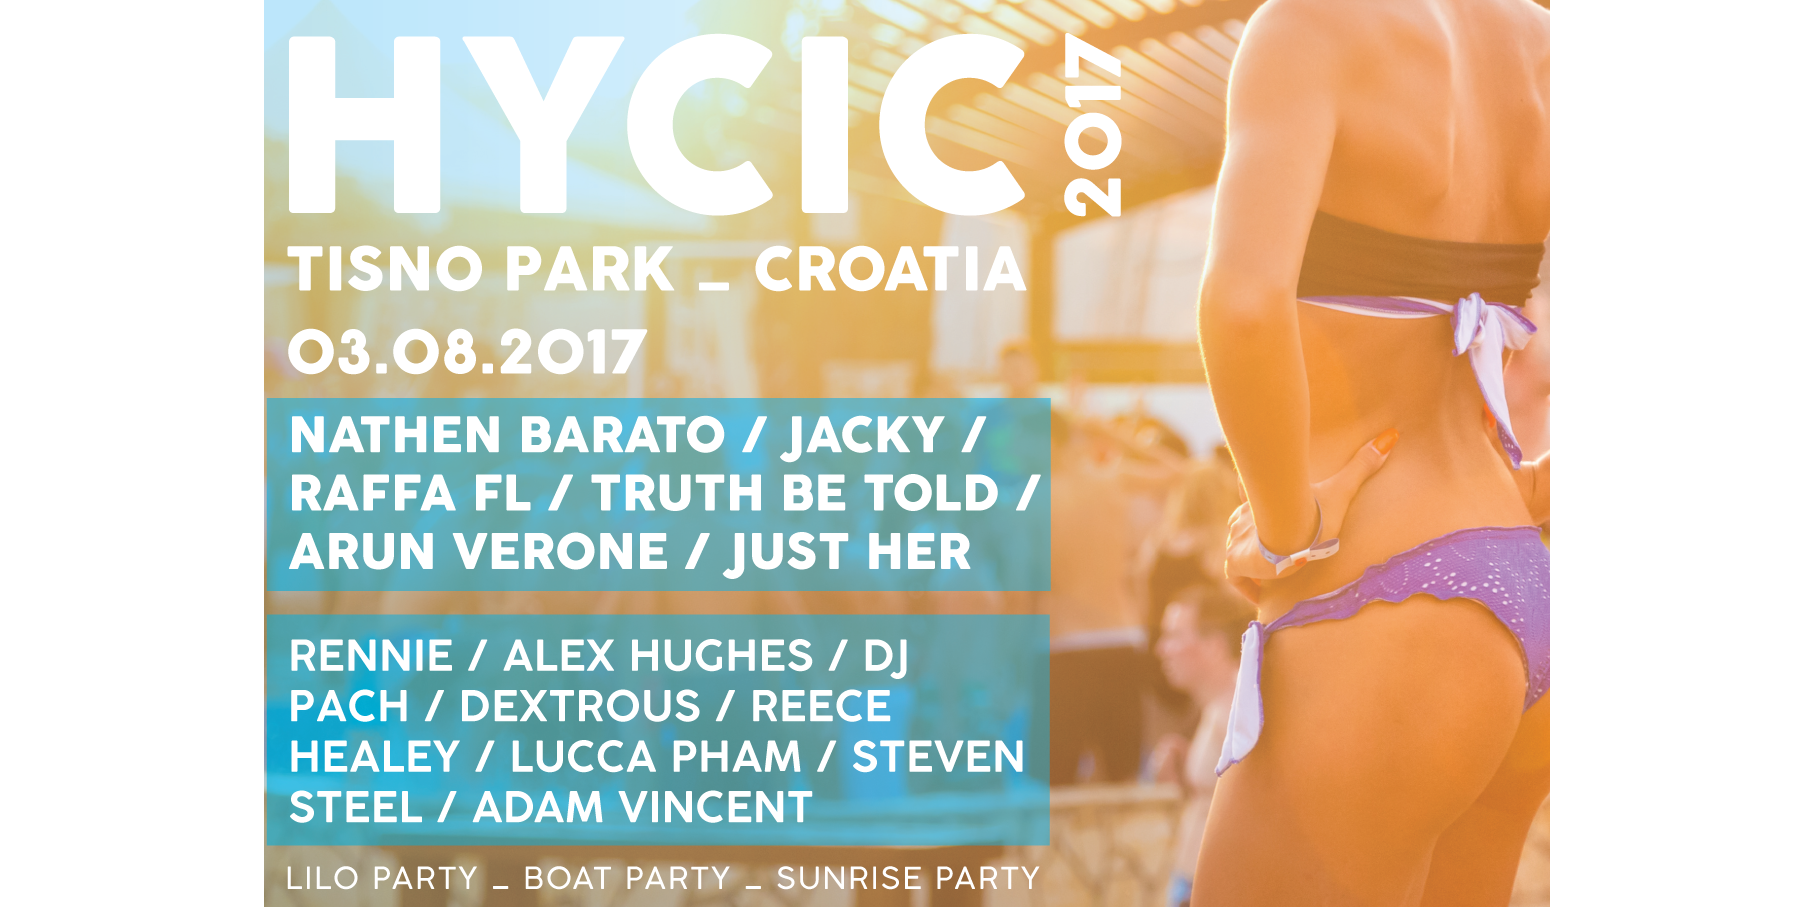 HYCIC 2017
TISNO PARK _ CROATIA
03.08.2017
NATHEN BARATO / JACKY /
RAFFA FL / TRUTH BE TOLD /
ARUN VERONE / JUST HER
RENNIE / ALEX HUGHES / DJ
PACH / DEXTROUS / REECE
HEALEY / LUCCA PHAM / STEVEN
STEEL / ADAM VINCENT
LILO PARTY _ BOAT PARTY _ SUNRISE PARTY